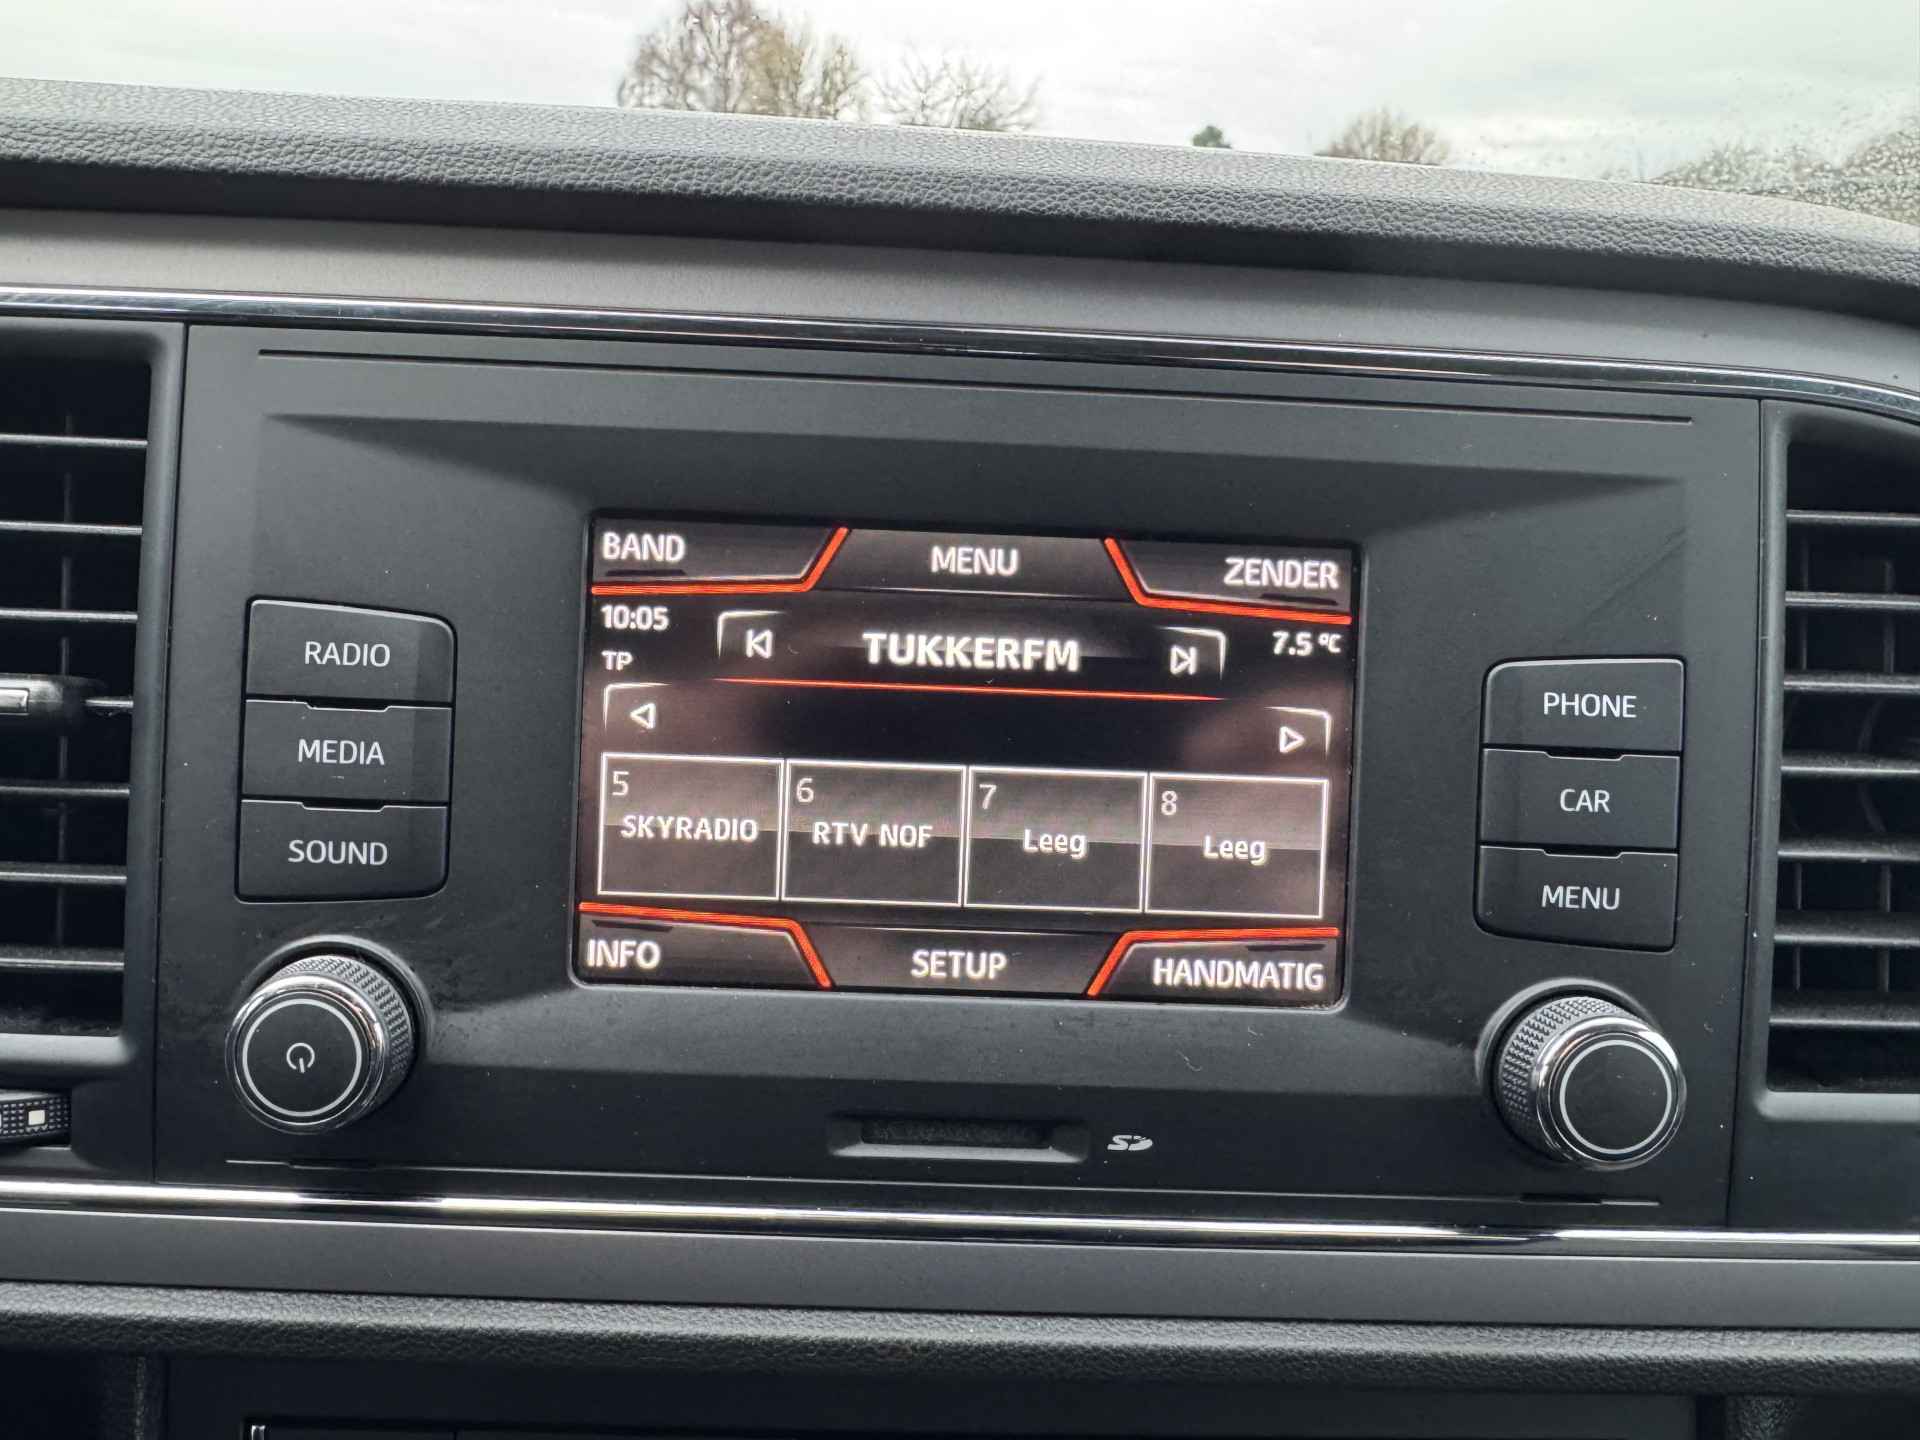 BAND MENU ZENDER
10:05 TUKKERFM 7.5 °C
TP
5 6 7 8
SKYRADIO RTV NOF Leeg Leeg
INFO SETUP HANDMATIG
RADIO
MEDIA
SOUND
PHONE
CAR
MENU
SD